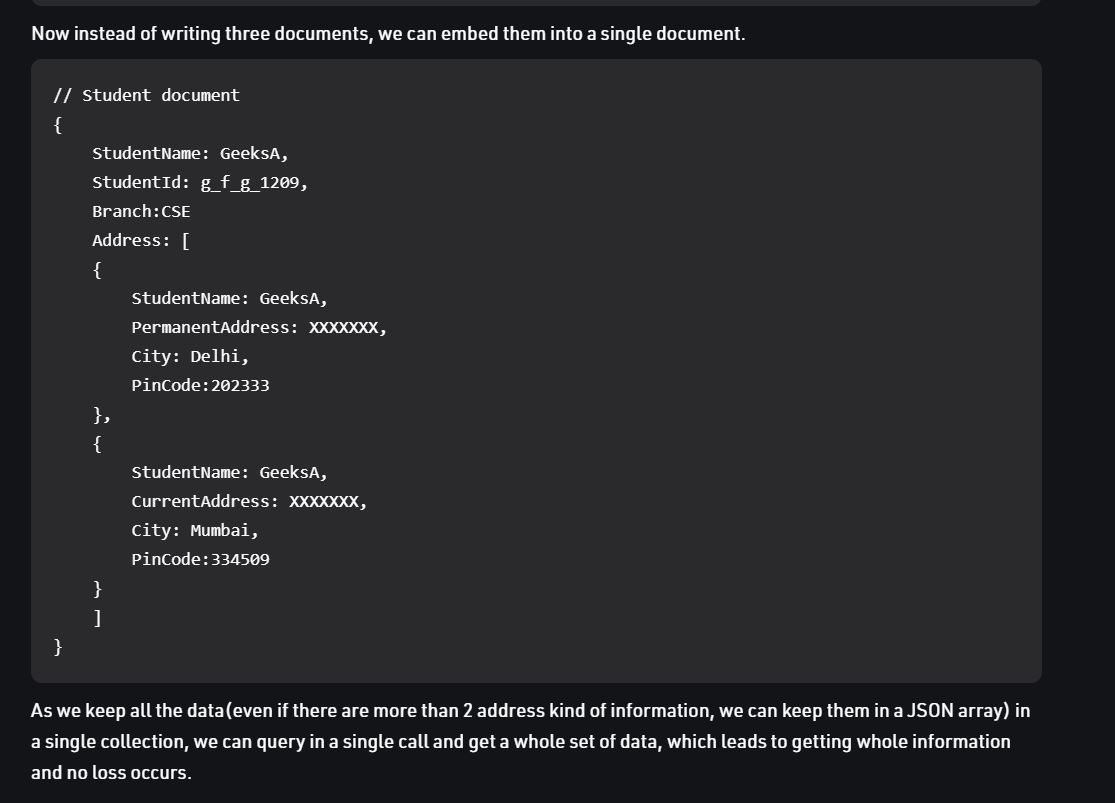 Now instead of writing three documents, we can embed them into a single document.
// Student document
{
    StudentName: GeeksA,
    StudentId: g_f_g_1209,
    Branch:CSE
    Address: [
    {
        StudentName: GeeksA,
        PermanentAddress: XXXXXXX,
        City: Delhi,
        PinCode:202333
    },
    {
        StudentName: GeeksA,
        CurrentAddress: XXXXXXX,
        City: Mumbai,
        PinCode:334509
    }
    ]
}
As we keep all the data(even if there are more than 2 address kind of information, we can keep them in a JSON array) in
a single collection, we can query in a single call and get a whole set of data, which leads to getting whole information
and no loss occurs.